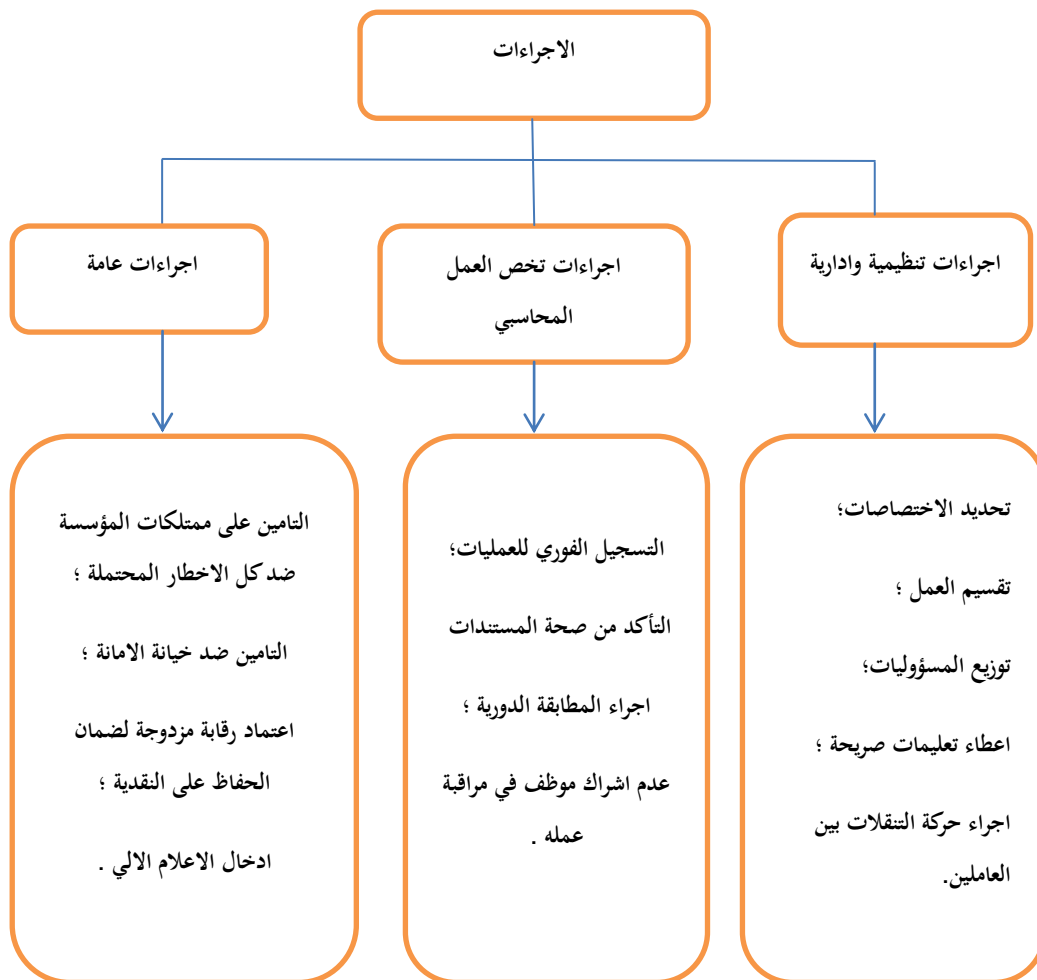 الاجراءات
اجراءات تنظيمية وادارية
اجراءات تخص العمل
المحاسبي
اجراءات عامة
تحديد الاختصاصات؛
تقسيم العمل ؛
توزيع المسؤوليات؛
اعطاء تعليمات صريحة ؛
اجراء حركة التنقلات بين
العاملين.
التسجيل الفوري للعمليات؛
التأكد من صحة المستندات
اجراء المطابقة الدورية ؛
عدم اشراك موظف في مراقبة
عمله .
التامين على ممتلكات المؤسسة
ضد كل الاخطار المحتملة ؛
التامين ضد خيانة الامانة ؛
اعتماد رقابة مزدوجة لضمان
الحفاظ على النقدية ؛
ادخال الاعلام الالي .